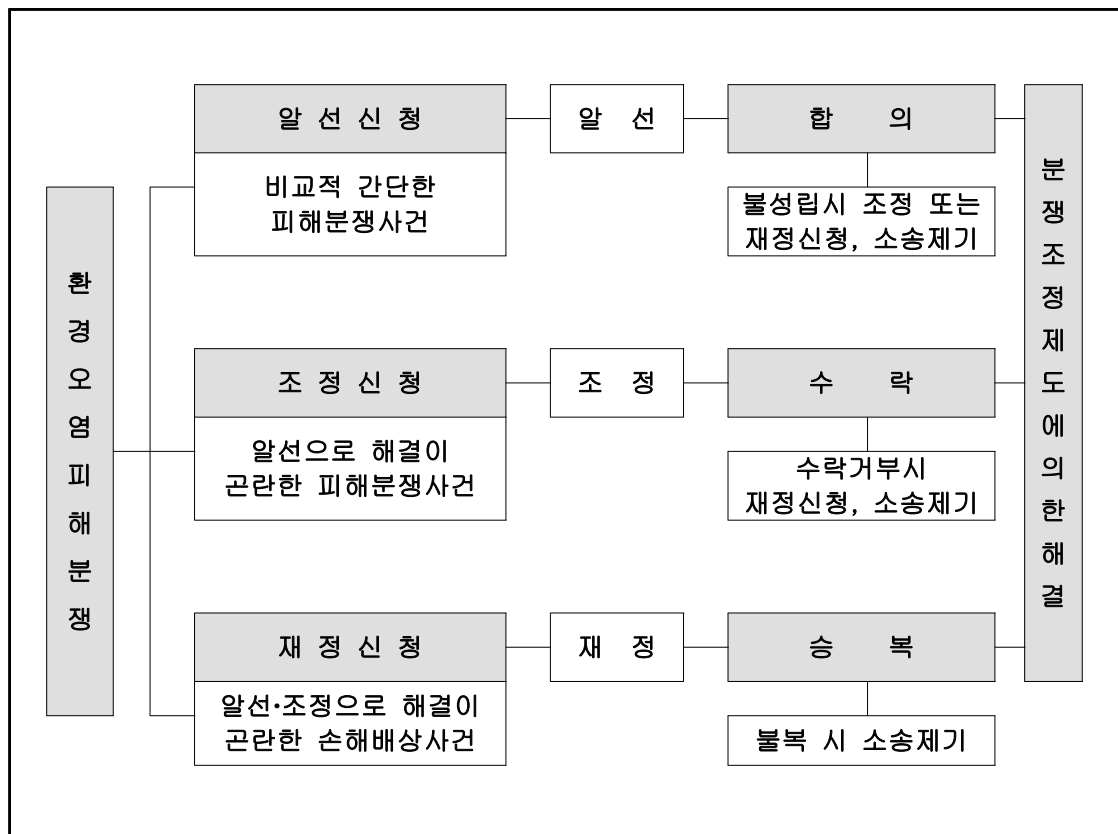 환경오염피해분쟁
알 선 신 청
비교적 간단한
피해분쟁사건
알 선
합 의
불성립시 조정 또는
재정신청, 소송제기
조 정 신 청
알선으로 해결이
곤란한 피해분쟁사건
조 정
수 락
수락거부시
재정신청, 소송제기
재 정 신 청
알선·조정으로 해결이
곤란한 손해배상사건
재 정
승 복
불복 시 소송제기
분쟁조정제도에의한해결